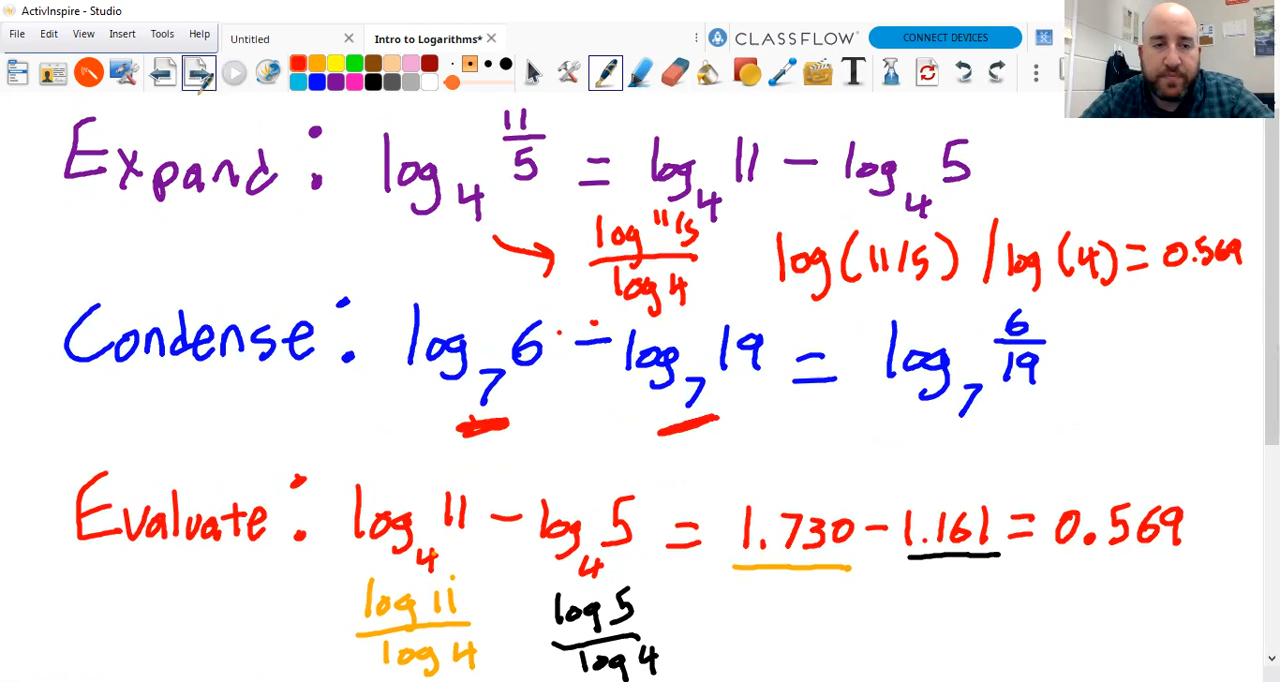 ActivInspire - Studio
File Edit View Insert Tools Help
Untitled
Intro to Logarithms*
CLASSFLOW
CONNECT DEVICES
T
Expand: log₄ 11/5 = log₄ 11 − log₄ 5
log 11/5 / log 4
log(11/5) / log(4) = 0.569
Condense: log₇ 6 − log₇ 19 = log₇ 6/19
Evaluate: log₄ 11 − log₄ 5 = 1.730 − 1.161 = 0.569
log 11 / log 4
log 5 / log 4